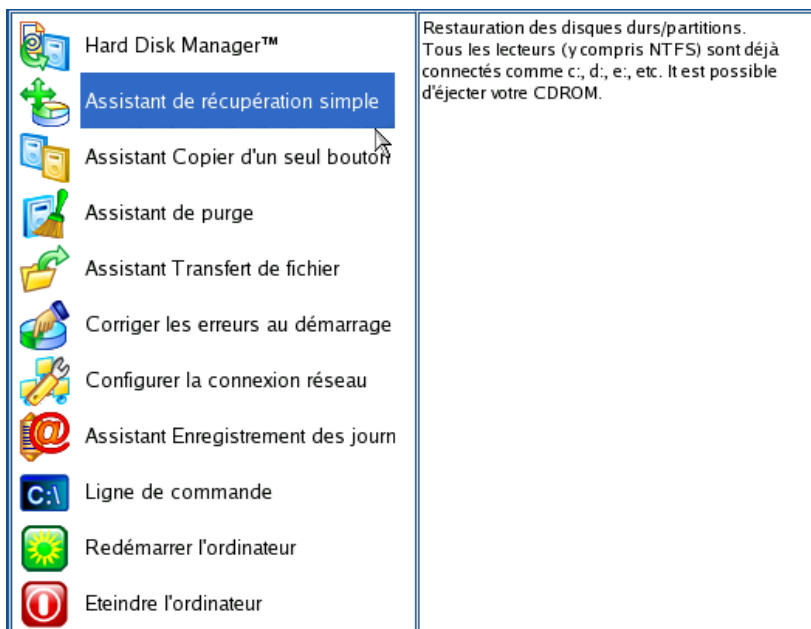 Hard Disk Manager™
Assistant de récupération simple
Assistant Copier d'un seul bouton
Assistant de purge
Assistant Transfert de fichier
Corriger les erreurs au démarrage
Configurer la connexion réseau
Assistant Enregistrement des journ
C:\ Ligne de commande
Redémarrer l'ordinateur
Eteindre l'ordinateur
Restauration des disques durs/partitions.
Tous les lecteurs (y compris NTFS) sont déjà
connectés comme c:, d:, e:, etc. It est possible
d'éjecter votre CDROM.